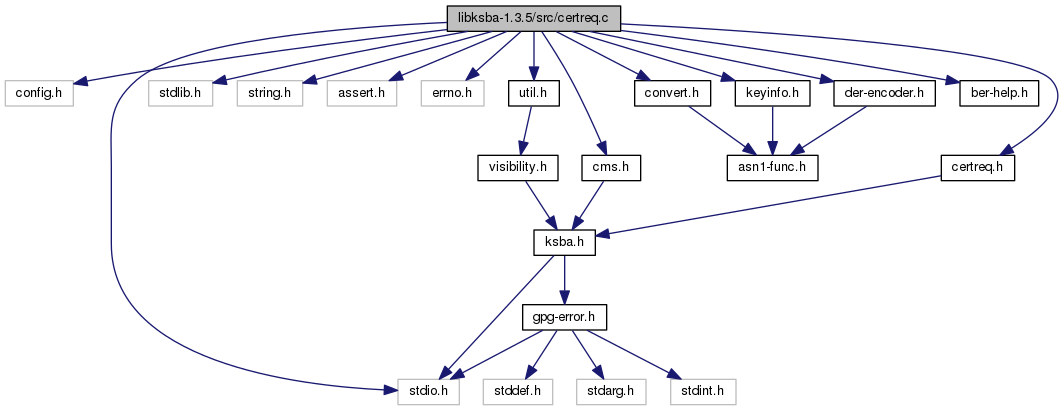 libksba-1.3.5/src/certreq.c
config.h
stdlib.h
string.h
assert.h
errno.h
util.h
convert.h
keyinfo.h
der-encoder.h
ber-help.h
visibility.h
cms.h
asn1-func.h
certreq.h
ksba.h
gpg-error.h
stdio.h
stddef.h
stdarg.h
stdint.h